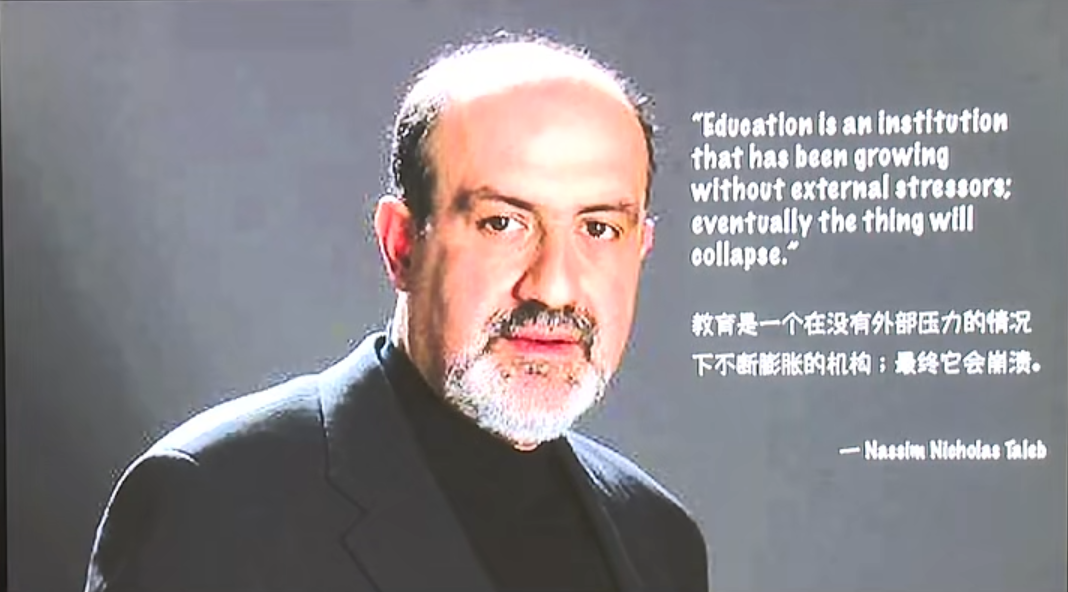 “Education is an institution
that has been growing
without external stressors;
eventually the thing will
collapse.”
教育是一个在没有外部压力的情况
下不断膨胀的机构；最终它会崩溃。
— Nassim Nicholas Taleb